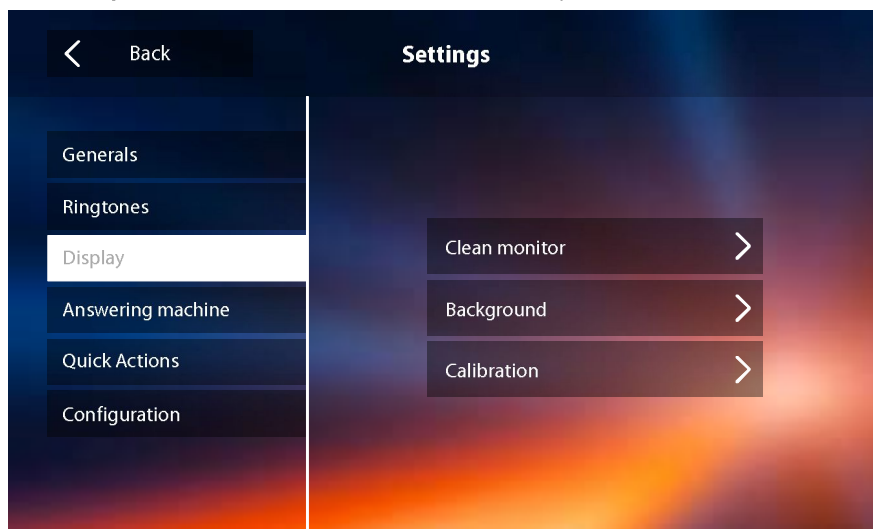 Back
Settings
Generals
Ringtones
Display
Answering machine
Quick Actions
Configuration
Clean monitor
Background
Calibration